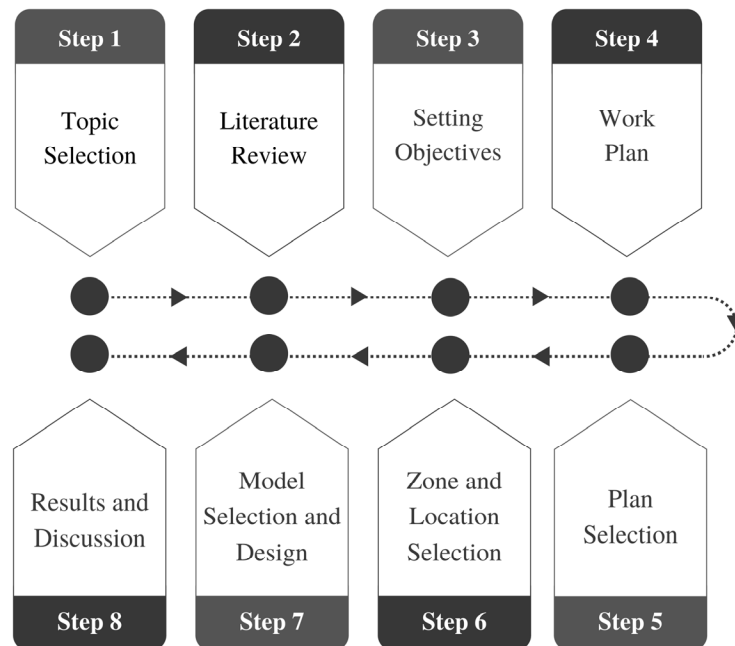 Step 1
Topic
Selection
Step 2
Literature
Review
Step 3
Setting
Objectives
Step 4
Work
Plan
Plan
Selection
Step 5
Zone and
Location
Selection
Step 6
Model
Selection and
Design
Step 7
Results and
Discussion
Step 8